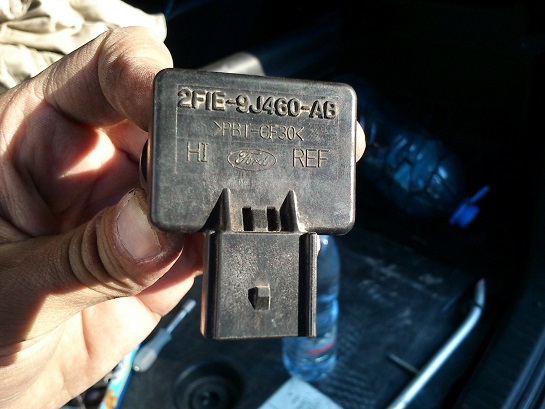 2F1E-9J460-AB
>PBT-GF30<
HI Ford REF